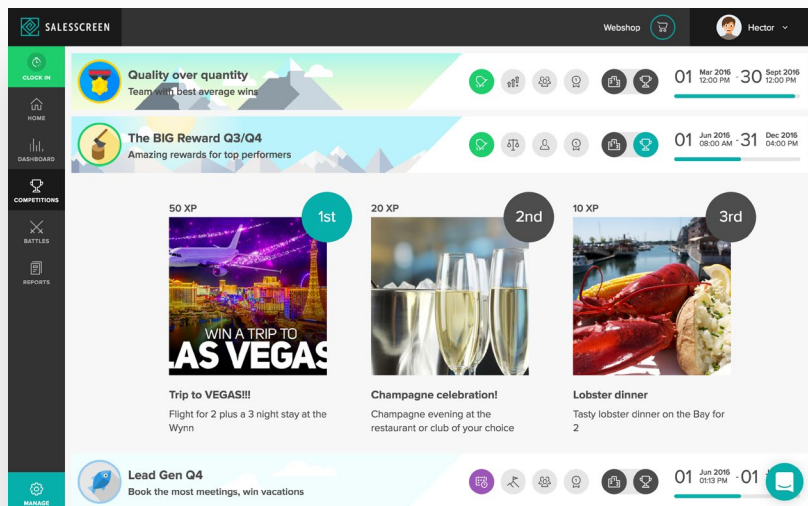 SALESSCREEN
Webshop
Hector
CLOCK IN
HOME
DASHBOARD
COMPETITIONS
BATTLES
REPORTS
MANAGE
Quality over quantity
Team with best average wins
01 Mar 2016 12:00 PM - 30 Sept 2016 12:00 PM
The BIG Reward Q3/Q4
Amazing rewards for top performers
01 Jun 2016 08:00 AM - 31 Dec 2016 04:00 PM
50 XP
1st
WIN A TRIP TO
LAS VEGAS
Trip to VEGAS!!!
Flight for 2 plus a 3 night stay at the
Wynn
20 XP
2nd
Champagne celebration!
Champagne evening at the
restaurant or club of your choice
10 XP
3rd
Lobster dinner
Tasty lobster dinner on the Bay for
2
Lead Gen Q4
Book the most meetings, win vacations
01 Jun 2016 01:13 PM - 01